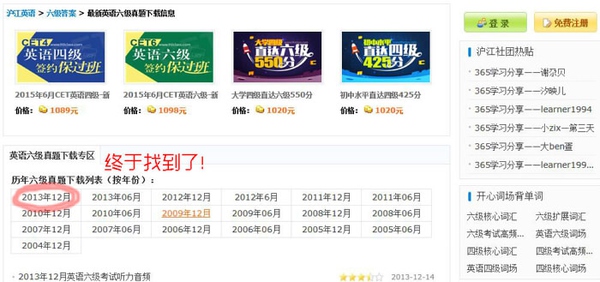 沪江英语 > 六级答案 > 最新英语六级真题下载信息
CET4
英语四级
签约保过班
CET6
英语六级
签约保过班
大学四级
直达六级
550分
初中水平
直达四级
425分
2015年6月CET英语四级-新
2015年6月CET英语六级-新
大学四级直达六级550分
初中水平直达四级425分
价格: 1089元
价格: 1098元
价格: 1020元
价格: 1020元
英语六级真题下载专区
终于找到了!
历年六级真题下载列表（按年份）：
2013年12月 2013年06月 2012年12月 2012年6月 2011年12月 2011年06月
2010年12月 2010年06月 2009年12月 2009年06月 2008年12月 2008年06月
2007年12月 2007年06月 2006年12月 2006年06月 2005年12月 2005年06月
2004年12月
· 2013年12月英语六级考试听力音频 2013-12-14
登 录
免费注册
沪江社团热贴
365学习分享——谢尕贝
365学习分享——汐映儿
365学习分享——learner1994
365学习分享——小zix—第三天
365学习分享——大ben蛋
365学习分享——learner199...
开心词场背单词
六级核心词汇 六级扩展词汇
六级考试高频... 英语六级词场
四级核心词汇 四级考试高频...
英语四级词场 四级扩展词汇